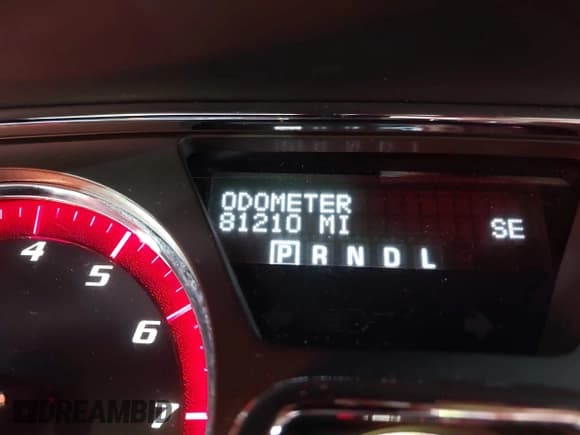 ODOMETER
81210 MI
SE
P R N D L
4
5
6
7
DREAMBID